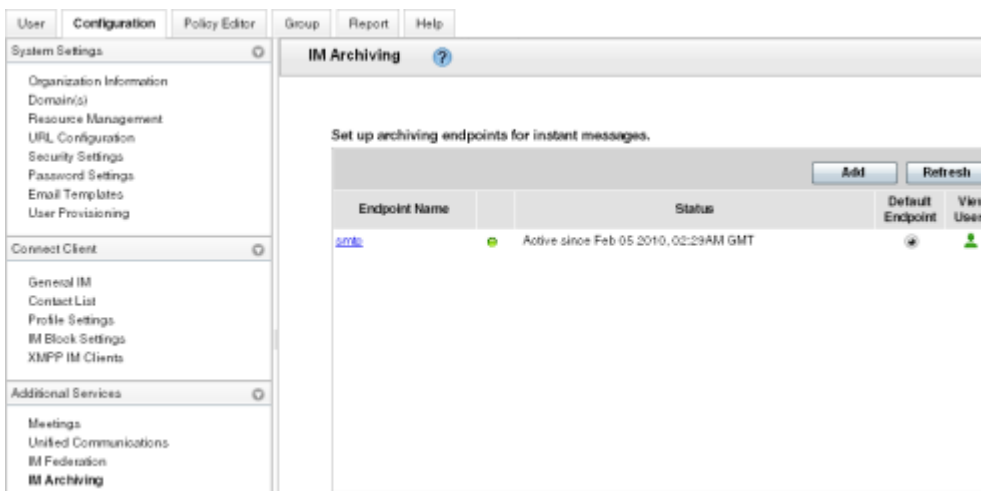 User Configuration Policy Editor Group Report Help
System Settings
Organization Information
Domain(s)
Resource Management
URL Configuration
Security Settings
Password Settings
Email Templates
User Provisioning
Connect Client
General IM
Contact List
Profile Settings
IM Block Settings
XMPP IM Clients
Additional Services
Meetings
Unified Communications
IM Federation
IM Archiving
IM Archiving ?
Set up archiving endpoints for instant messages.
Add Refresh
Endpoint Name Status Default Endpoint View User
smtp Active since Feb 05 2010, 02:29AM GMT